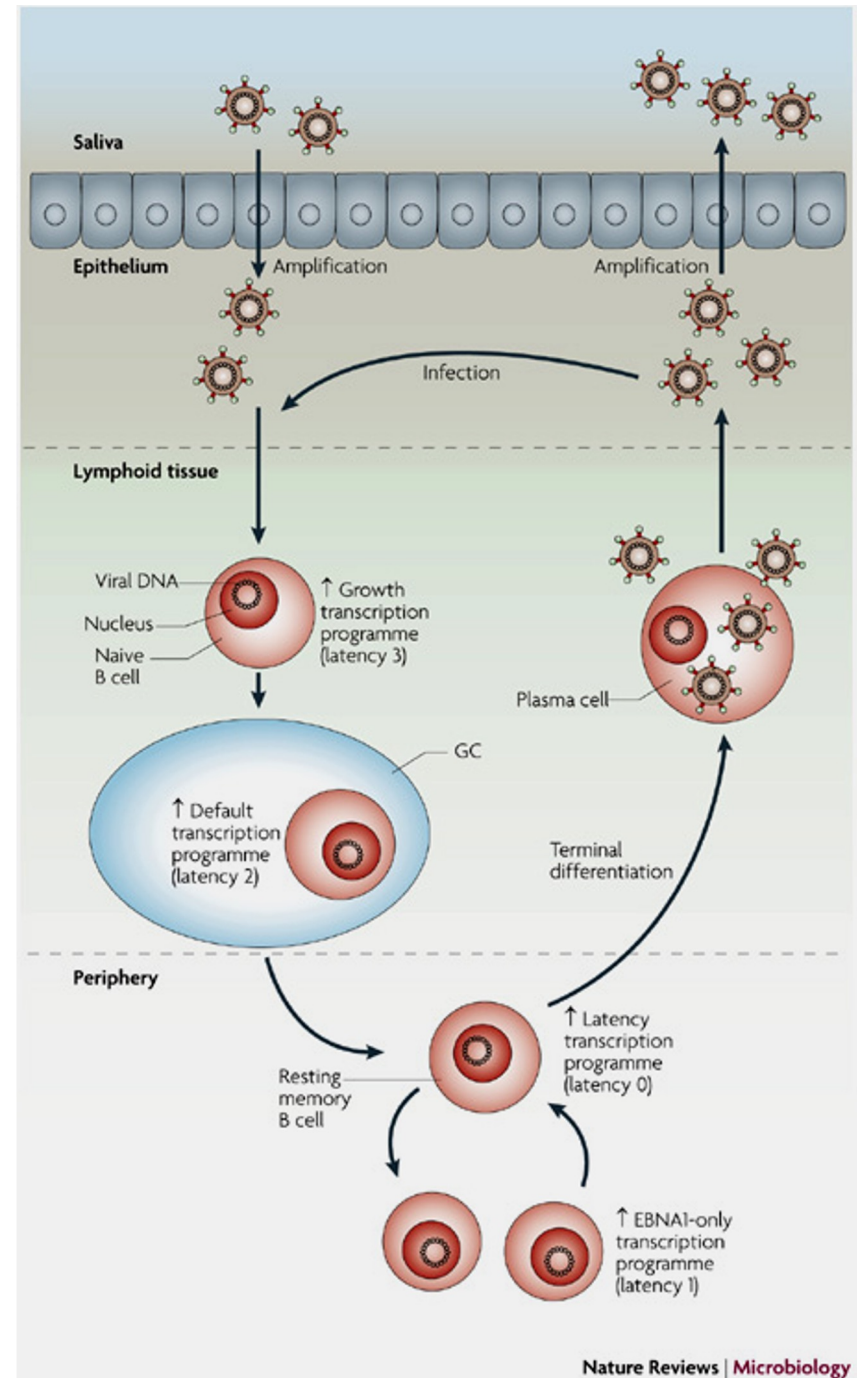 Saliva
Epithelium
Amplification
Amplification
Infection
Lymphoid tissue
Viral DNA
Nucleus
Naive
B cell
↑ Growth
transcription
programme
(latency 3)
Plasma cell
GC
↑ Default
transcription
programme
(latency 2)
Terminal
differentiation
Periphery
Resting
memory
B cell
↑ Latency
transcription
programme
(latency 0)
↑ EBNA1-only
transcription
programme
(latency 1)
Nature Reviews | Microbiology